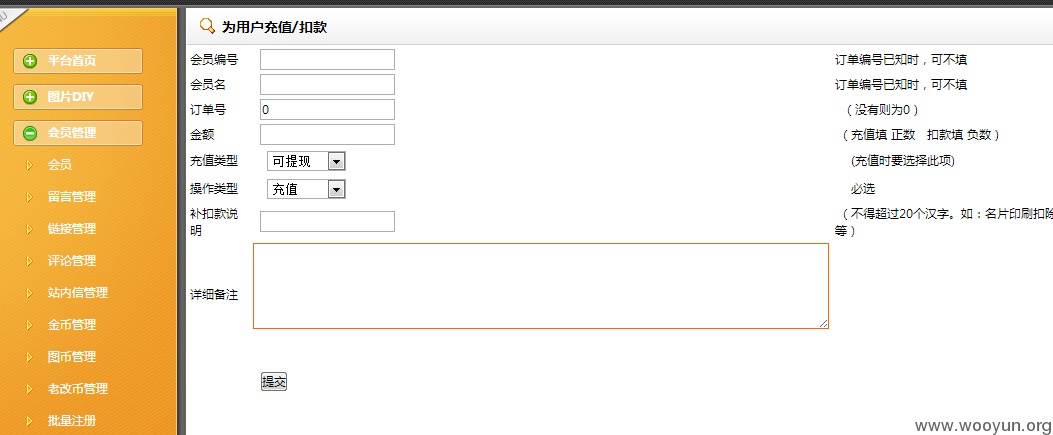 为用户充值/扣款
平台首页
图片DIY
会员管理
会员
留言管理
链接管理
评论管理
站内信管理
金币管理
图币管理
老改币管理
批量注册
会员编号 订单编号已知时，可不填
会员名 订单编号已知时，可不填
订单号 0 （没有则为0）
金额 （充值填 正数 扣款填 负数）
充值类型 可提现 (充值时要选择此项)
操作类型 充值 必选
补扣款说
明
（不得超过20个汉字。如：名片印刷扣除
等）
详细备注
提交
www.wooyun.org